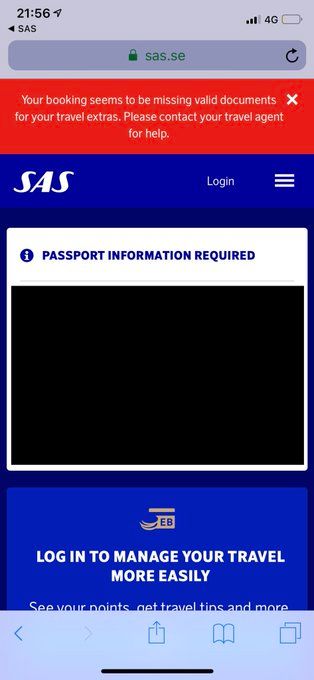 21:56
4G
SAS
sas.se
Your booking seems to be missing valid documents
for your travel extras. Please contact your travel agent
for help.
SAS
Login
PASSPORT INFORMATION REQUIRED
EB
LOG IN TO MANAGE YOUR TRAVEL
MORE EASILY
See your points, get travel tips and more